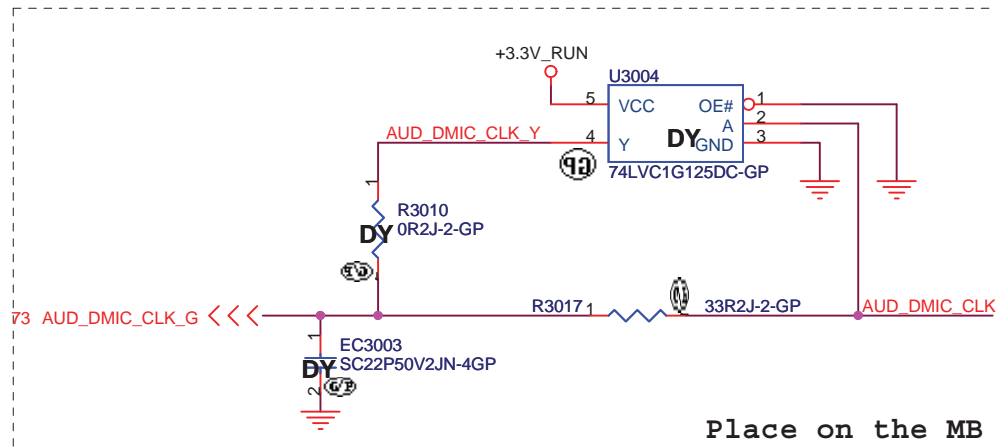 +3.3V_RUN
U3004
5 VCC OE# 1
A 2
AUD_DMIC_CLK_Y 4 Y DY GND 3
74LVC1G125DC-GP
1
R3010
DY 0R2J-2-GP
R3017 1 33R2J-2-GP AUD_DMIC_CLK
73 AUD_DMIC_CLK_G
1
EC3003
DY SC22P50V2JN-4GP
2
Place on the MB